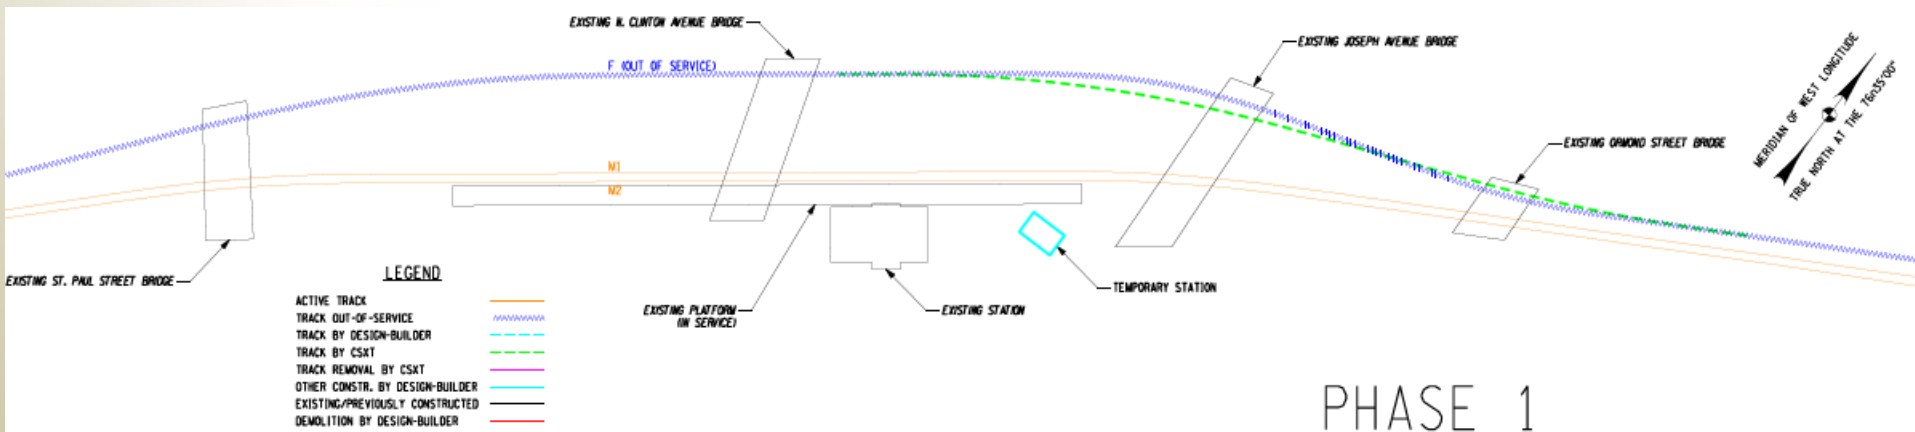 EXISTING N. CLINTON AVENUE BRIDGE
F (OUT OF SERVICE)
EXISTING JOSEPH AVENUE BRIDGE
MERIDIAN OF WEST LONGITUDE
TRUE NORTH AT THE 76n35'00"
EXISTING ORMOND STREET BRIDGE
M1
M2
EXISTING ST. PAUL STREET BRIDGE
TEMPORARY STATION
EXISTING PLATFORM
(IN SERVICE)
EXISTING STATION
LEGEND
ACTIVE TRACK
TRACK OUT-OF-SERVICE
TRACK BY DESIGN-BUILDER
TRACK BY CSXT
TRACK REMOVAL BY CSXT
OTHER CONSTR. BY DESIGN-BUILDER
EXISTING/PREVIOUSLY CONSTRUCTED
DEMOLITION BY DESIGN-BUILDER
PHASE 1